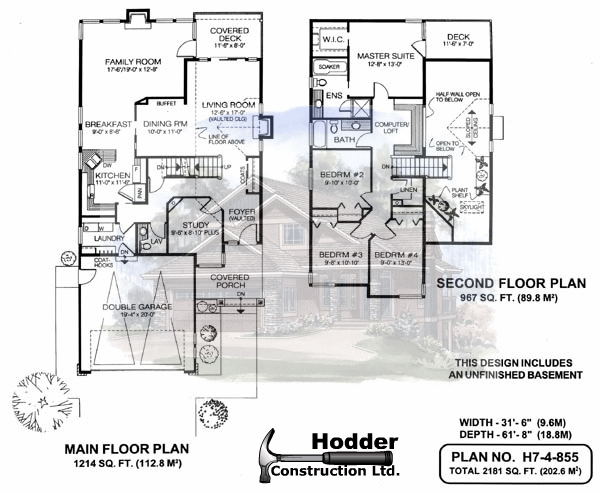 FAMILY ROOM
17'-6"/19'-0" x 12'-8"
COVERED
DECK
11'-6" x 8'-0"
BUFFET
BREAKFAST
9'-0" x 8'-6"
DINING R'M
10'-0" x 11'-0"
LIVING ROOM
12'-6" x 17'-0"
(VAULTED CLG)
LINE OF
FLOOR ABOVE
DW
KITCHEN
11'-0" x 11'-6"
F
PAN
DN
UP
COATS
D
W
LAUNDRY
LAV
STUDY
9'-6" x 8'-10" PLUS
FOYER
(VAULTED)
DN
COAT-
HOOKS
DOUBLE GARAGE
19'-4" x 20'-0"
COVERED
PORCH
DN
MAIN FLOOR PLAN
1214 SQ. FT. (112.8 M²)
W.I.C.
MASTER SUITE
12'-8" x 13'-0"
DECK
11'-6" x 7'-0"
SOAKER
ENS
HALF WALL OPEN
TO BELOW
SLOPED
CEILING
BATH
COMPUTER/
LOFT
OPEN TO
BELOW
BEDRM #2
9'-10" x 10'-0"
DN
LINEN
PLANT
SHELF
SKYLIGHT
BEDRM #3
9'-8" x 10'-10"
BEDRM #4
9'-0" x 13'-0"
SECOND FLOOR PLAN
967 SQ. FT. (89.8 M²)
THIS DESIGN INCLUDES
AN UNFINISHED BASEMENT
WIDTH - 31'- 6" (9.6M)
DEPTH - 61'- 8" (18.8M)
PLAN NO. H7-4-855
TOTAL 2181 SQ. FT. (202.6 M²)
Hodder
Construction Ltd.